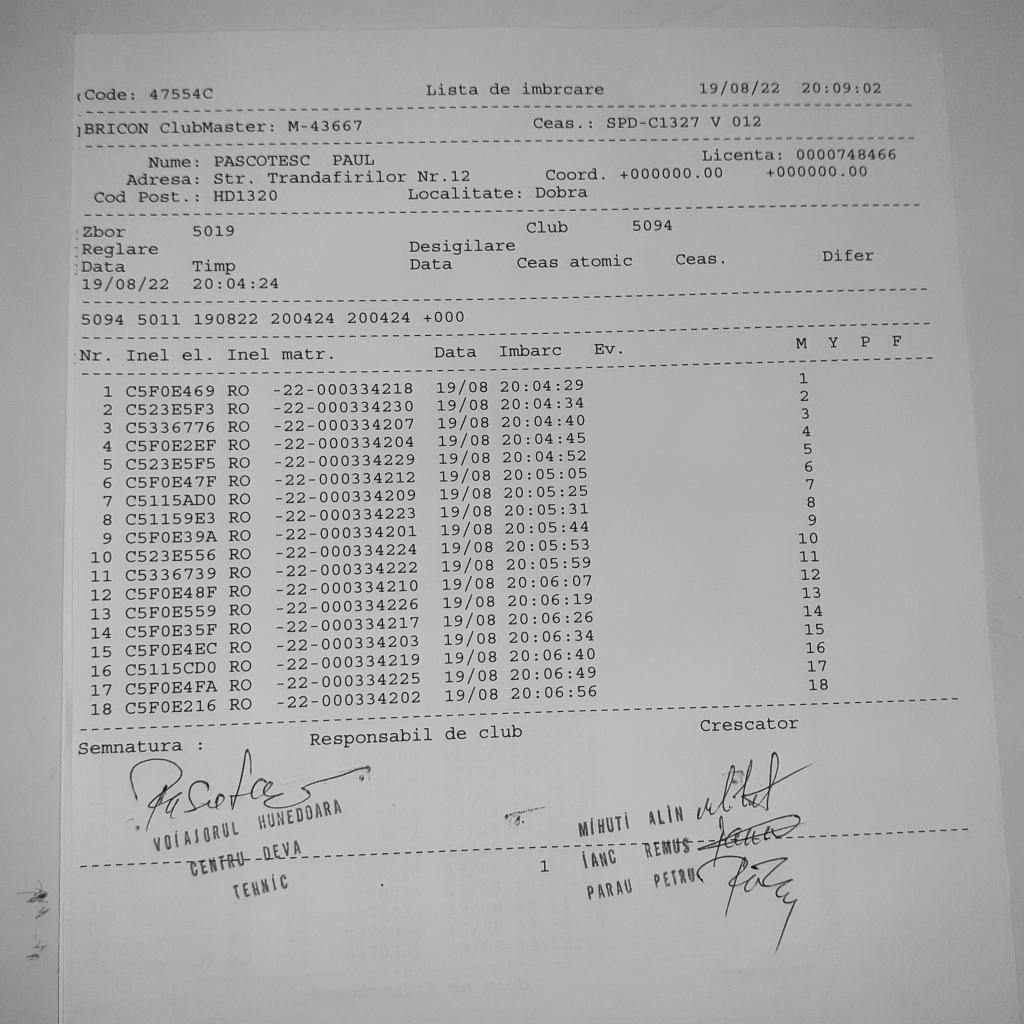 Code: 47554C Lista de imbrcare 19/08/22 20:09:02
BRICON ClubMaster: M-43667 Ceas.: SPD-C1327 V 012
Nume: PASCOTESC PAUL Licenta: 0000748466
Adresa: Str. Trandafirilor Nr.12 Coord. +000000.00 +000000.00
Cod Post.: HD1320 Localitate: Dobra
Zbor 5019 Club 5094
Reglare Desigilare
Data Timp Data Ceas atomic Ceas. Difer
19/08/22 20:04:24
5094 5011 190822 200424 200424 +000
Nr. Inel el. Inel matr. Data Imbarc Ev. M Y P F
1 C5F0E469 RO -22-000334218 19/08 20:04:29 1
2 C523E5F3 RO -22-000334230 19/08 20:04:34 2
3 C5336776 RO -22-000334207 19/08 20:04:40 3
4 C5F0E2EF RO -22-000334204 19/08 20:04:45 4
5 C523E5F5 RO -22-000334229 19/08 20:04:52 5
6 C5F0E47F RO -22-000334212 19/08 20:05:05 6
7 C5115AD0 RO -22-000334209 19/08 20:05:25 7
8 C51159E3 RO -22-000334223 19/08 20:05:31 8
9 C5F0E39A RO -22-000334201 19/08 20:05:44 9
10 C523E556 RO -22-000334224 19/08 20:05:53 10
11 C5336739 RO -22-000334222 19/08 20:05:59 11
12 C5F0E48F RO -22-000334210 19/08 20:06:07 12
13 C5F0E559 RO -22-000334226 19/08 20:06:19 13
14 C5F0E35F RO -22-000334217 19/08 20:06:26 14
15 C5F0E4EC RO -22-000334203 19/08 20:06:34 15
16 C5115CD0 RO -22-000334219 19/08 20:06:40 16
17 C5F0E4FA RO -22-000334225 19/08 20:06:49 17
18 C5F0E216 RO -22-000334202 19/08 20:06:56 18
Semnatura : Responsabil de club Crescator
VOIAJORUL HUNEDOARA
CENTRU DEVA
TEHNIC
1
MIHUTI ALIN
IANC REMUS
PARAU PETRU